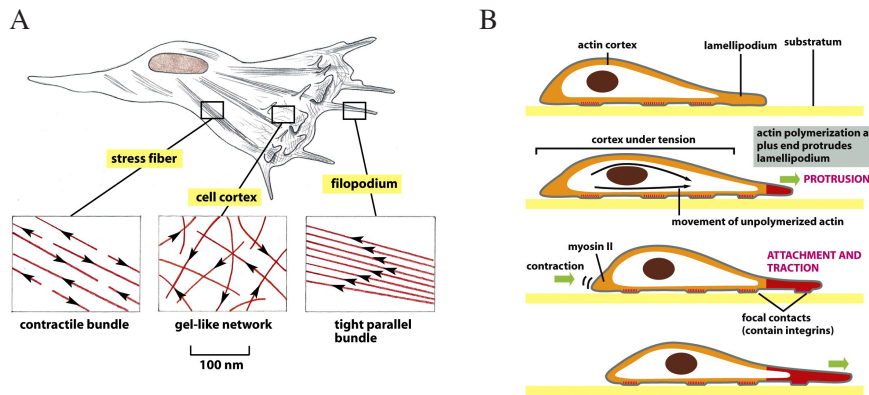 A
stress fiber
cell cortex
filopodium
contractile bundle
gel-like network
tight parallel
bundle
100 nm
B
actin cortex
lamellipodium
substratum
cortex under tension
actin polymerization a
plus end protrudes
lamellipodium
PROTRUSION
movement of unpolymerized actin
myosin II
contraction
ATTACHMENT AND
TRACTION
focal contacts
(contain integrins)